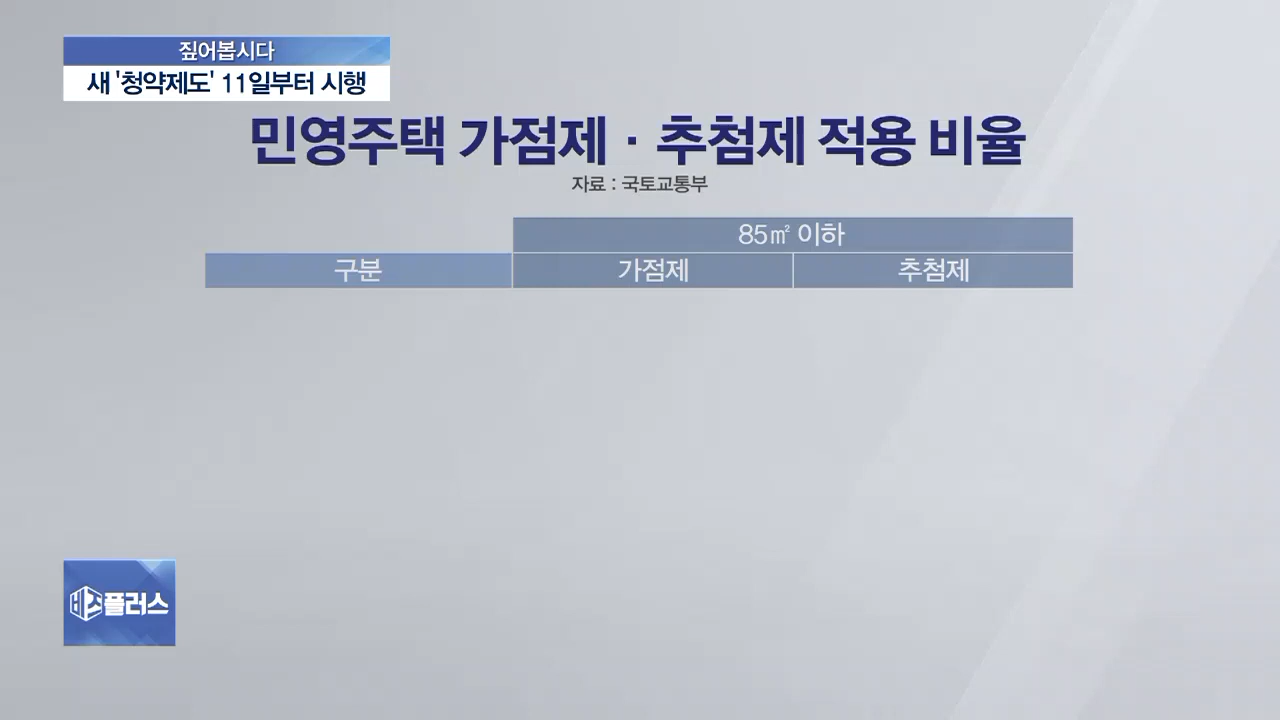 짚어봅시다
새 '청약제도' 11일부터 시행
민영주택 가점제 · 추첨제 적용 비율
자료 : 국토교통부
85㎡ 이하
구분 가점제 추첨제
비즈플러스